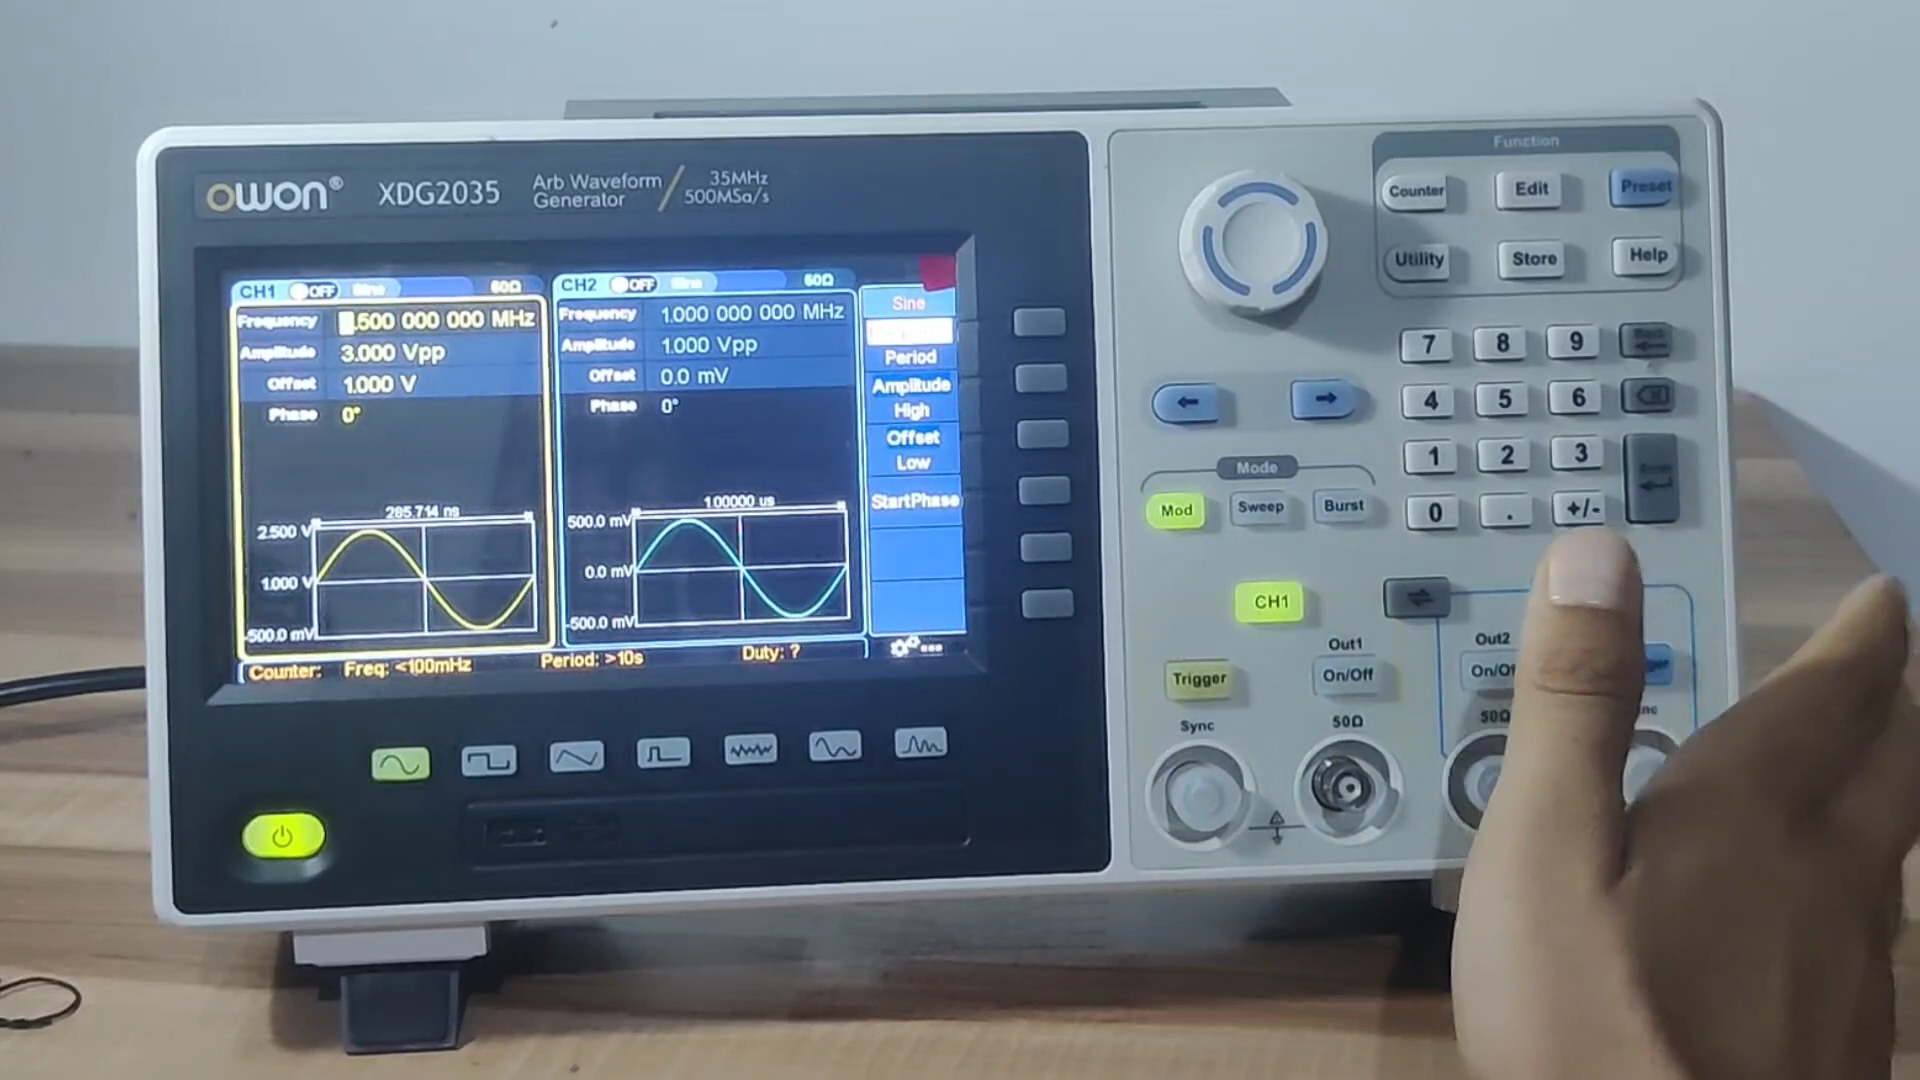 owon® XDG2035 Arb Waveform Generator 35MHz 500MSa/s
CH1 OFF Sine 50Ω
Frequency .500 000 000 MHz
Amplitude 3.000 Vpp
Offset 1.000 V
Phase 0°
285.714 ns
2.500 V
1.000 V
-500.0 mV
CH2 OFF Sine 50Ω
Frequency 1.000 000 000 MHz
Amplitude 1.000 Vpp
Offset 0.0 mV
Phase 0°
1.00000 us
500.0 mV
0.0 mV
-500.0 mV
Sine
Period
Amplitude
High
Offset
Low
StartPhase
Counter: Freq: <100mHz Period: >10s Duty: ?
Function
Counter Edit Preset
Utility Store Help
7 8 9 Back
4 5 6
1 2 3
0 . +/-
Mode
Mod Sweep Burst
CH1
Out1 Out2
Trigger On/Off
Sync 50Ω 50Ω